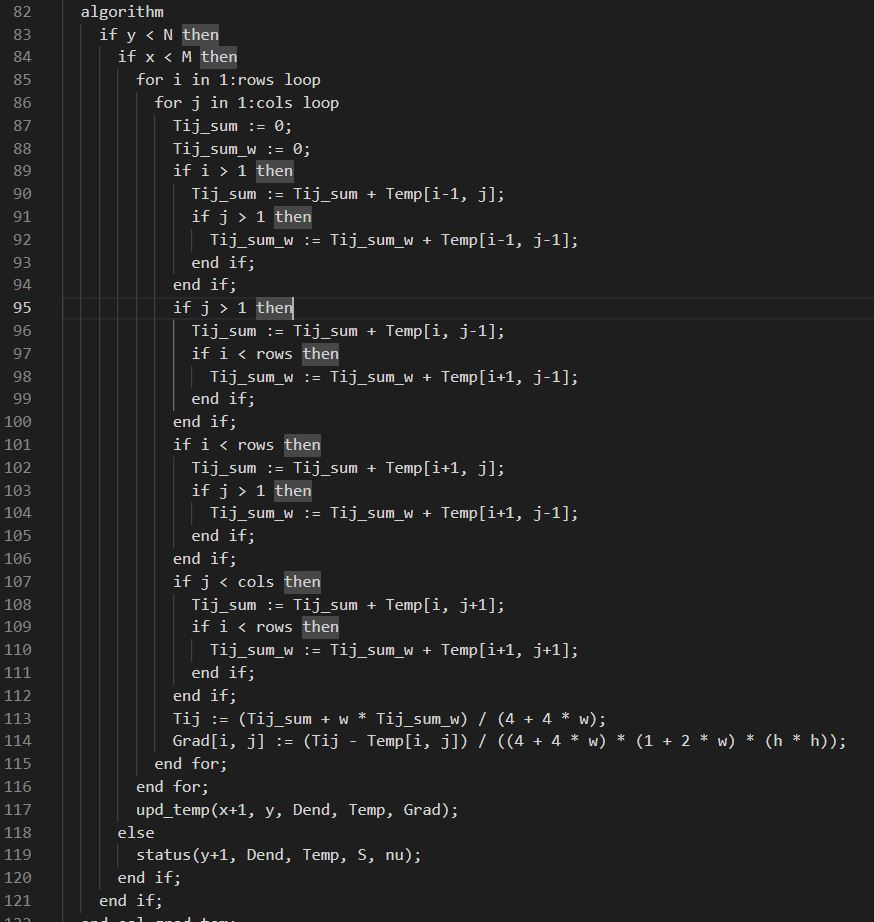 82 algorithm
83 if y < N then
84 if x < M then
85 for i in 1:rows loop
86 for j in 1:cols loop
87 Tij_sum := 0;
88 Tij_sum_w := 0;
89 if i > 1 then
90 Tij_sum := Tij_sum + Temp[i-1, j];
91 if j > 1 then
92 Tij_sum_w := Tij_sum_w + Temp[i-1, j-1];
93 end if;
94 end if;
95 if j > 1 then
96 Tij_sum := Tij_sum + Temp[i, j-1];
97 if i < rows then
98 Tij_sum_w := Tij_sum_w + Temp[i+1, j-1];
99 end if;
100 end if;
101 if i < rows then
102 Tij_sum := Tij_sum + Temp[i+1, j];
103 if j > 1 then
104 Tij_sum_w := Tij_sum_w + Temp[i+1, j-1];
105 end if;
106 end if;
107 if j < cols then
108 Tij_sum := Tij_sum + Temp[i, j+1];
109 if i < rows then
110 Tij_sum_w := Tij_sum_w + Temp[i+1, j+1];
111 end if;
112 end if;
113 Tij := (Tij_sum + w * Tij_sum_w) / (4 + 4 * w);
114 Grad[i, j] := (Tij - Temp[i, j]) / ((4 + 4 * w) * (1 + 2 * w) * (h * h));
115 end for;
116 end for;
117 upd_temp(x+1, y, Dend, Temp, Grad);
118 else
119 status(y+1, Dend, Temp, S, nu);
120 end if;
121 end if;